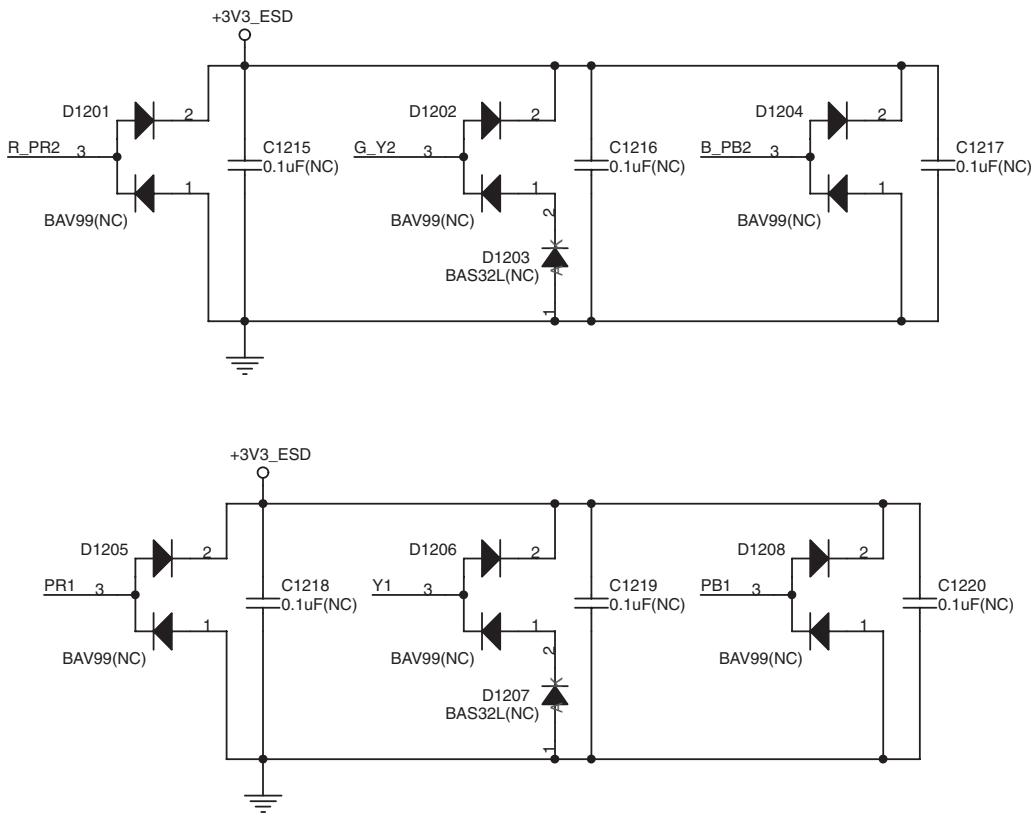 +3V3_ESD
D1201
2
R_PR2
3
1
BAV99(NC)
C1215
0.1uF(NC)
D1202
2
G_Y2
3
1
BAV99(NC)
2
D1203
BAS32L(NC)
A
K
1
C1216
0.1uF(NC)
D1204
2
B_PB2
3
1
BAV99(NC)
C1217
0.1uF(NC)
+3V3_ESD
D1205
2
PR1
3
1
BAV99(NC)
C1218
0.1uF(NC)
D1206
2
Y1
3
1
BAV99(NC)
2
D1207
BAS32L(NC)
A
K
1
C1219
0.1uF(NC)
D1208
2
PB1
3
1
BAV99(NC)
C1220
0.1uF(NC)